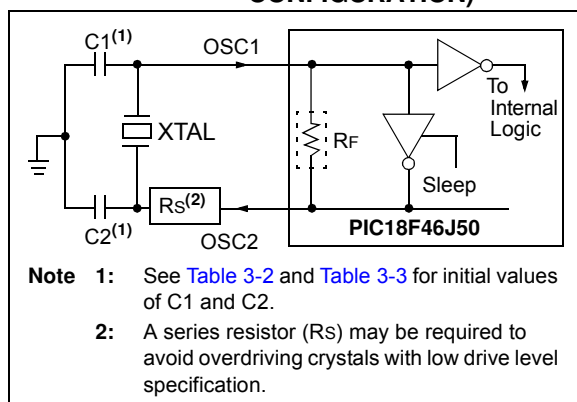 CONFIGURATION)
C1(1)
OSC1
To
Internal
Logic
XTAL
RF
Sleep
RS(2)
C2(1)
OSC2
PIC18F46J50
Note 1: See Table 3-2 and Table 3-3 for initial values
of C1 and C2.
2: A series resistor (RS) may be required to
avoid overdriving crystals with low drive level
specification.